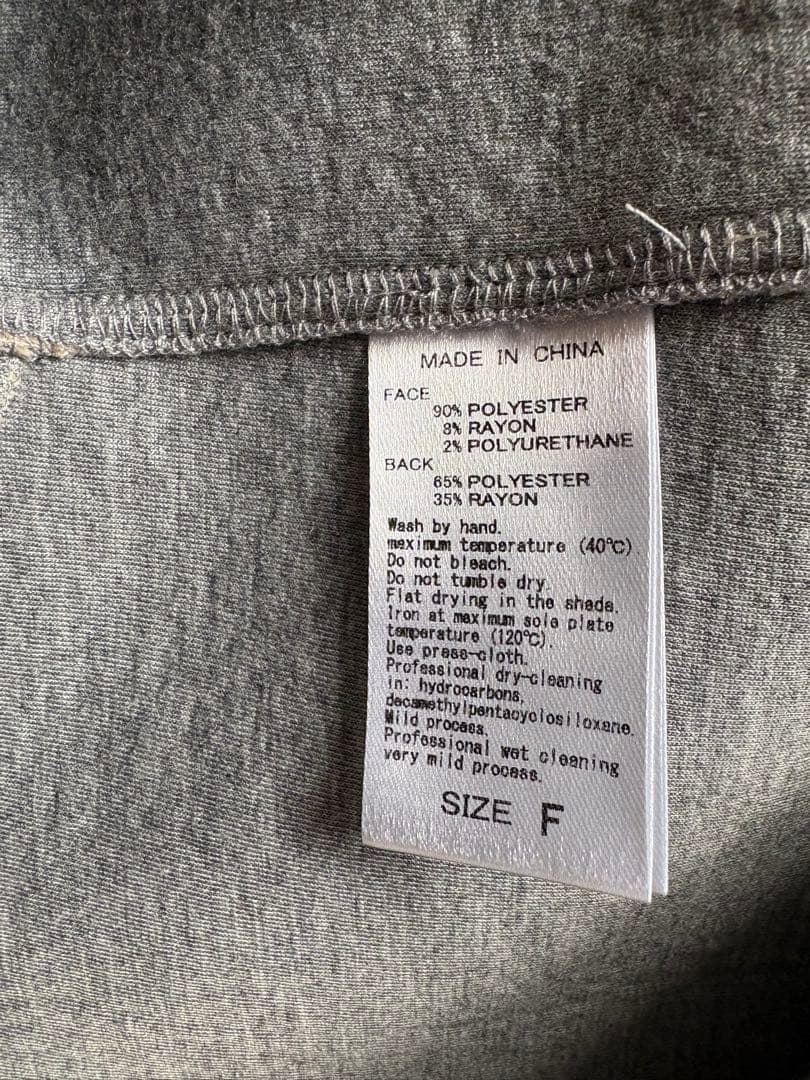 MADE IN CHINA
FACE
90% POLYESTER
8% RAYON
2% POLYURETHANE
BACK
65% POLYESTER
35% RAYON
Wash by hand.
maximum temperature (40℃).
Do not bleach.
Do not tumble dry.
Flat drying in the shade.
Iron at maximum sole plate
temperature (120℃).
Use press-cloth.
Professional dry-cleaning
in: hydrocarbons,
decamethylpentacyclosiloxane.
Mild process.
Professional wet cleaning
very mild process.
SIZE F